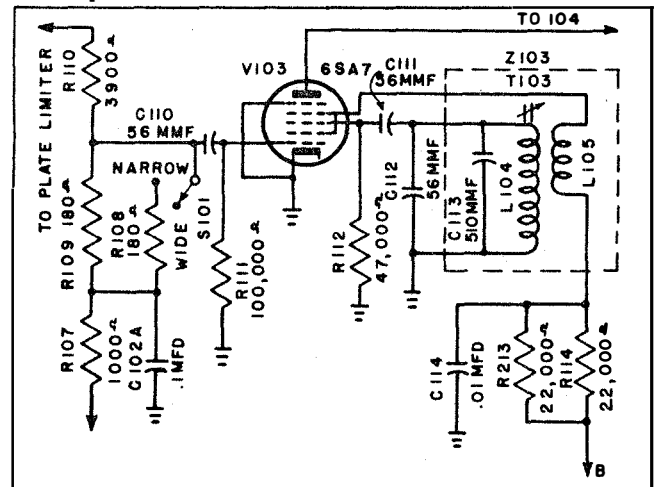 TO 104
V103 6SA7
C111
56MMF
Z103
T103
R110
3900Ω
C110
56 MMF
NARROW
TO PLATE LIMITER
R109 180Ω
R108
180Ω
WIDE
S101
R111
100,000Ω
R112
47,000Ω
C112
56MMF
C113
510MMF
L104
L105
R107
1000Ω
C102A
.1MFD
C114
.01MFD
R213
22,000Ω
R114
22,000Ω
B